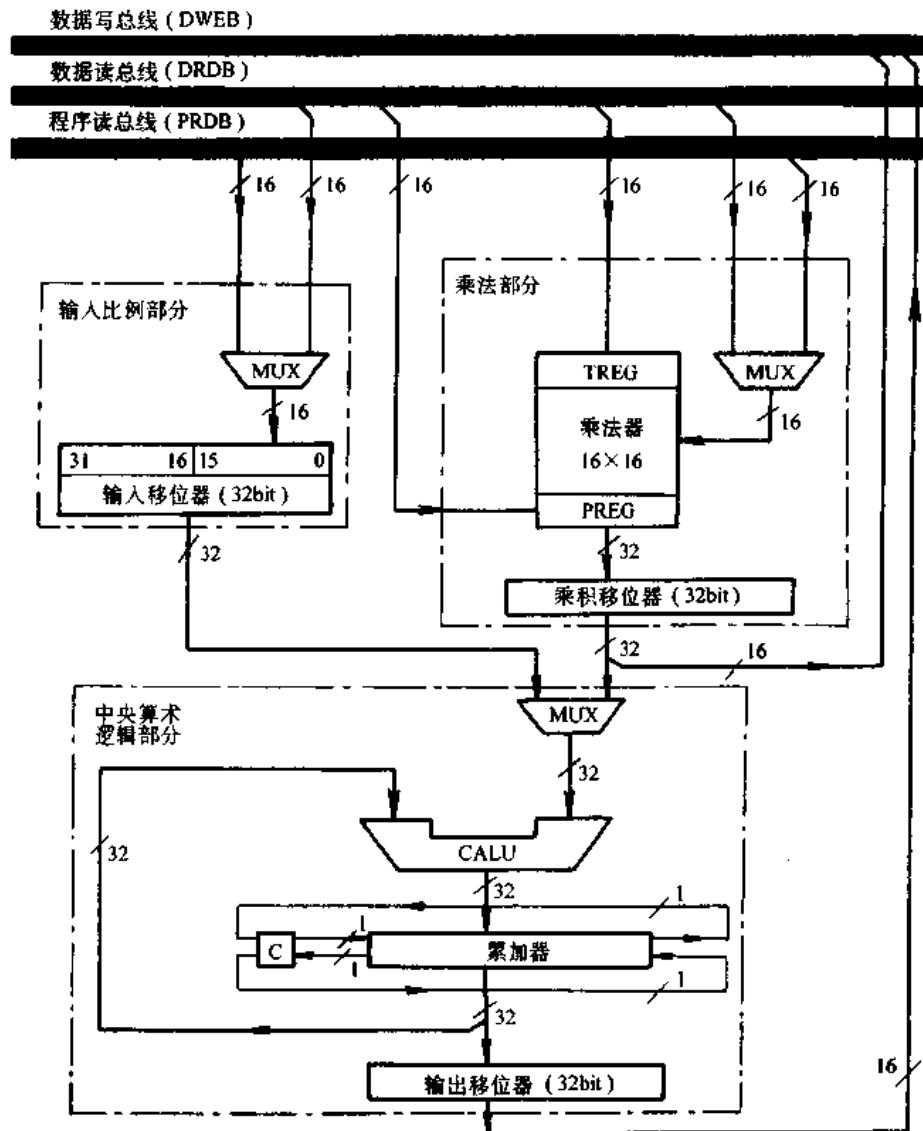 数据写总线(DWEB)
数据读总线(DRDB)
程序读总线(PRDB)
16
16
16
16
16
16
输入比例部分
乘法部分
MUX
TREG
MUX
16
乘法器
16
16×16
31 16 15 0
输入移位器(32bit)
PREG
32
32
乘积移位器(32bit)
32
16
中央算术
逻辑部分
MUX
32
CALU
32
32
1
C
1
1
累加器
1
32
输出移位器(32bit)
16